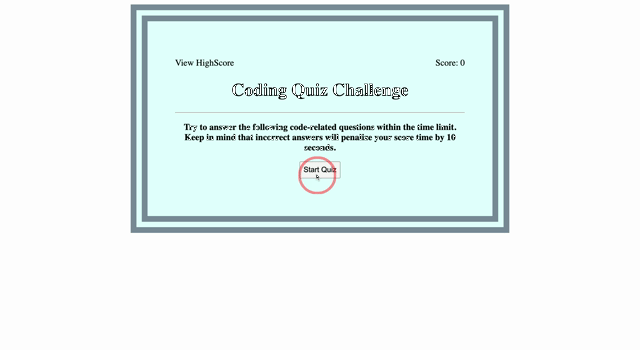 View HighScore Score: 0
Coding Quiz Challenge
Try to answer the following code-related questions within the time limit.
Keep in mind that incorrect answers will penalize your score time by 10
seconds.
Start Quiz